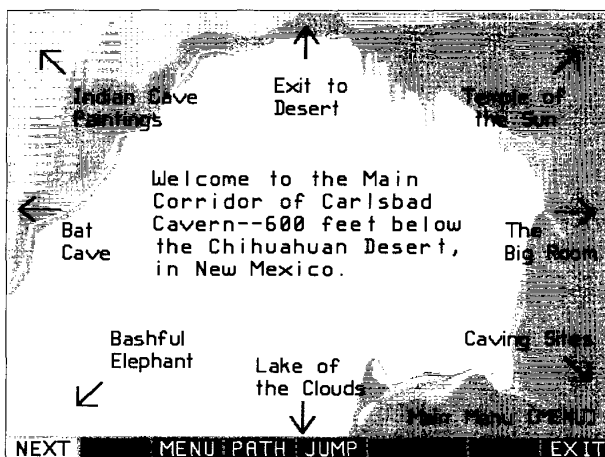 Indian Cave
Paintings
Exit to
Desert
Temple of
the Sun
Welcome to the Main
Corridor of Carlsbad
Cavern--600 feet below
the Chihuahuan Desert,
in New Mexico.
Bat
Cave
The
Big Room
Bashful
Elephant
Lake of
the Clouds
Caving Sites
Main Menu [MENU]
NEXT MENU PATH JUMP EXIT